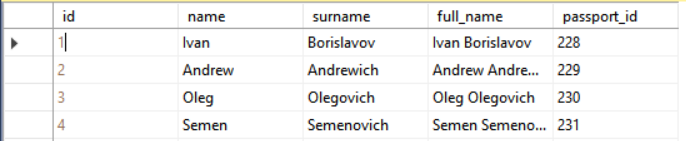 id name surname full_name passport_id
1 Ivan Borislavov Ivan Borislavov 228
2 Andrew Andrewich Andrew Andre... 229
3 Oleg Olegovich Oleg Olegovich 230
4 Semen Semenovich Semen Semeno... 231